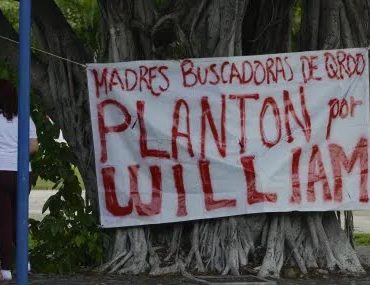 MADRES BUSCADORAS DE QROO
PLANTON por
WILLIAM